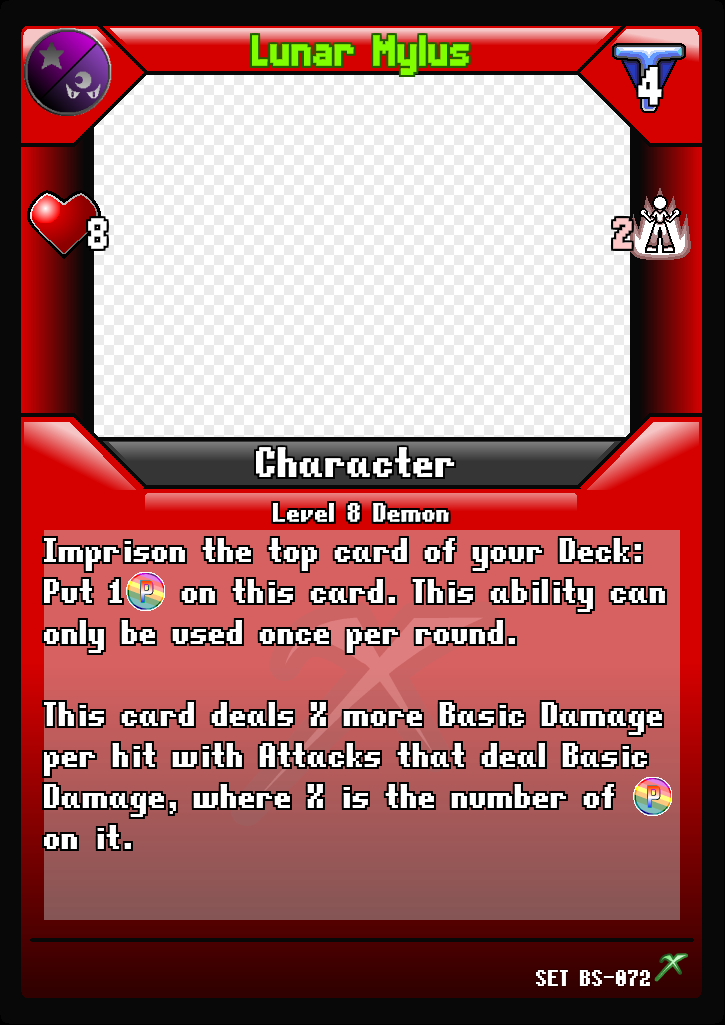 Lunar Mylus
4
8
2
Character
Level 8 Demon
Imprison the top card of your Deck:
Put 1 P on this card. This ability can
only be used once per round.
This card deals X more Basic Damage
per hit with Attacks that deal Basic
Damage, where X is the number of P
on it.
SET BS-072